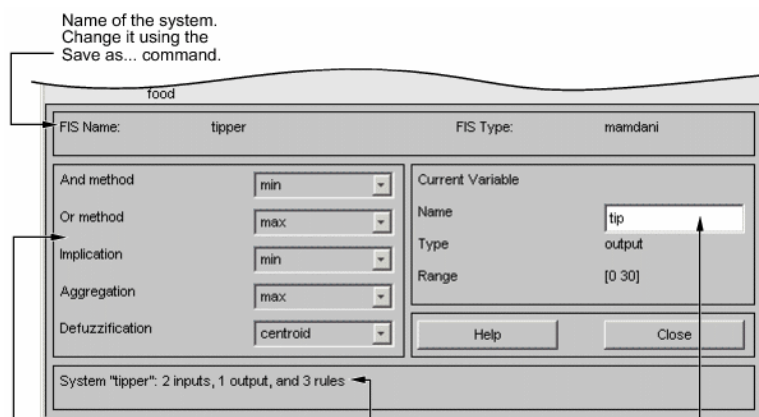 Name of the system.
Change it using the
Save as... command.
food
FIS Name: tipper FIS Type: mamdani
And method min
Or method max
Implication min
Aggregation max
Defuzzification centroid
Current Variable
Name tip
Type output
Range [0 30]
Help Close
System "tipper": 2 inputs, 1 output, and 3 rules